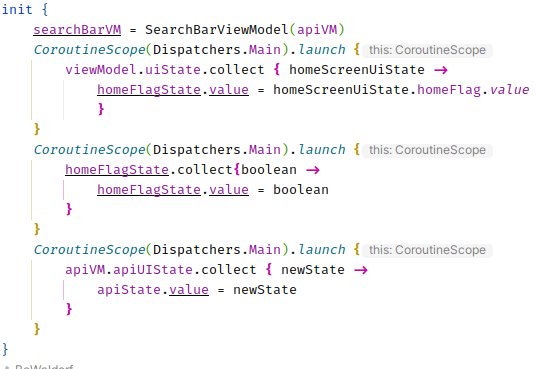 init {
searchBarVM = SearchBarViewModel(apiVM)
CoroutineScope(Dispatchers.Main).launch { this: CoroutineScope
viewModel.uiState.collect { homeScreenUiState →
homeFlagState.value = homeScreenUiState.homeFlag.value
}
}
CoroutineScope(Dispatchers.Main).launch { this: CoroutineScope
homeFlagState.collect{boolean →
homeFlagState.value = boolean
}
}
CoroutineScope(Dispatchers.Main).launch { this: CoroutineScope
apiVM.apiUIState.collect { newState →
apiState.value = newState
}
}
}